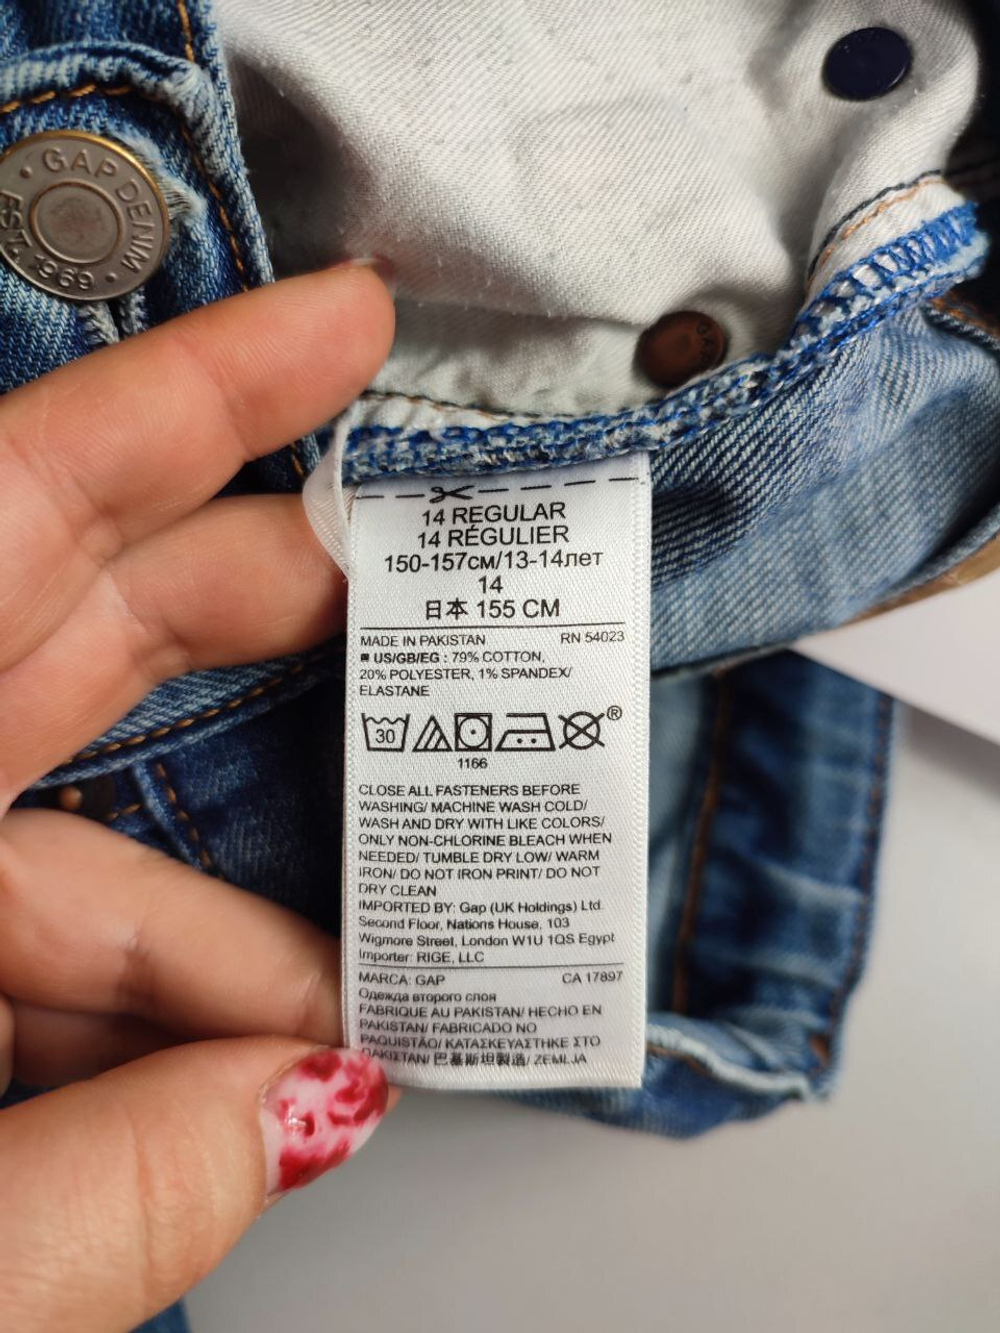 GAP DENIM
EST. 1969
14 REGULAR
14 RÉGULIER
150-157см/13-14лет
14
日本 155 CM
MADE IN PAKISTAN RN 54023
■ US/GB/EG : 79% COTTON,
20% POLYESTER, 1% SPANDEX/
ELASTANE
30
®
1166
CLOSE ALL FASTENERS BEFORE
WASHING/ MACHINE WASH COLD/
WASH AND DRY WITH LIKE COLORS/
ONLY NON-CHLORINE BLEACH WHEN
NEEDED/ TUMBLE DRY LOW/ WARM
IRON/ DO NOT IRON PRINT/ DO NOT
DRY CLEAN
IMPORTED BY: Gap (UK Holdings) Ltd.
Second Floor, Nations House, 103
Wigmore Street, London W1U 1QS Egypt
Importer: RIGE, LLC
MARCA: GAP CA 17897
Одежда второго слоя
FABRIQUE AU PAKISTAN/ HECHO EN
PAKISTAN/ FABRICADO NO
PAQUISTÃO/ ΚΑΤΑΣΚΕΥΑΣΤΗΚΕ ΣΤΟ
ΠΑΚΙΣΤΑΝ/ 巴基斯坦製造/ ZEMLJA